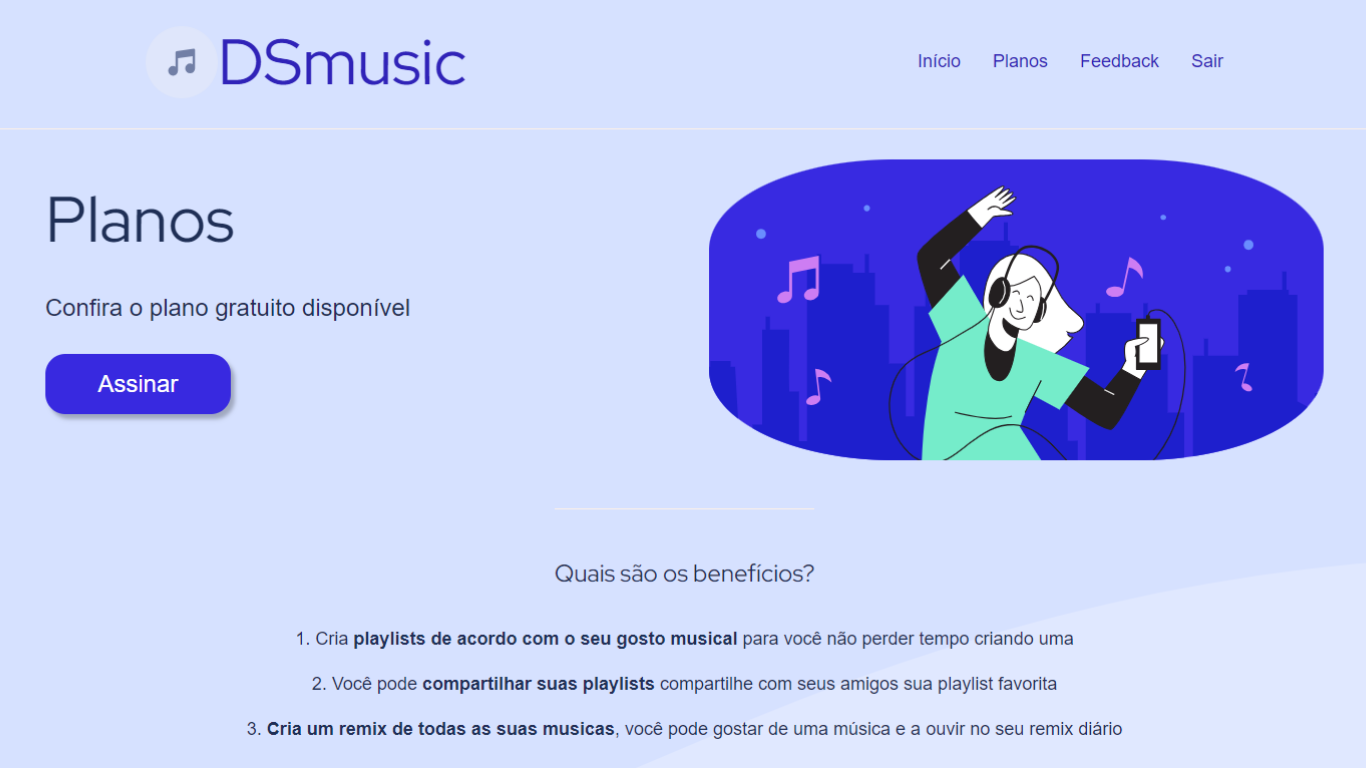 DSmusic
Início Planos Feedback Sair
Planos
Confira o plano gratuito disponível
Assinar
Quais são os benefícios?
1. Cria playlists de acordo com o seu gosto musical para você não perder tempo criando uma
2. Você pode compartilhar suas playlists compartilhe com seus amigos sua playlist favorita
3. Cria um remix de todas as suas musicas, você pode gostar de uma música e a ouvir no seu remix diário